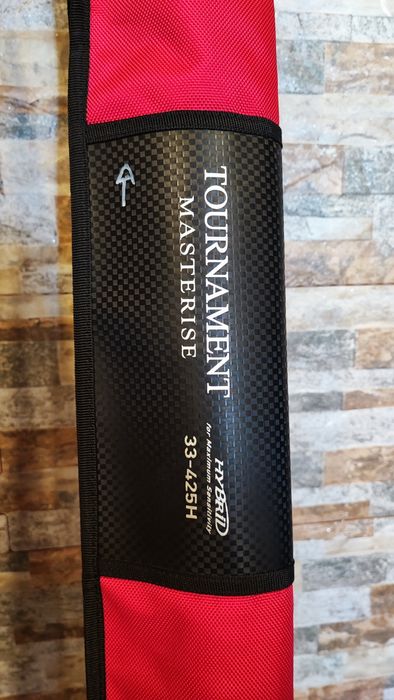 TOURNAMENT
MASTERISE
HYBRID
for Maximum Sensitivity
33-425H